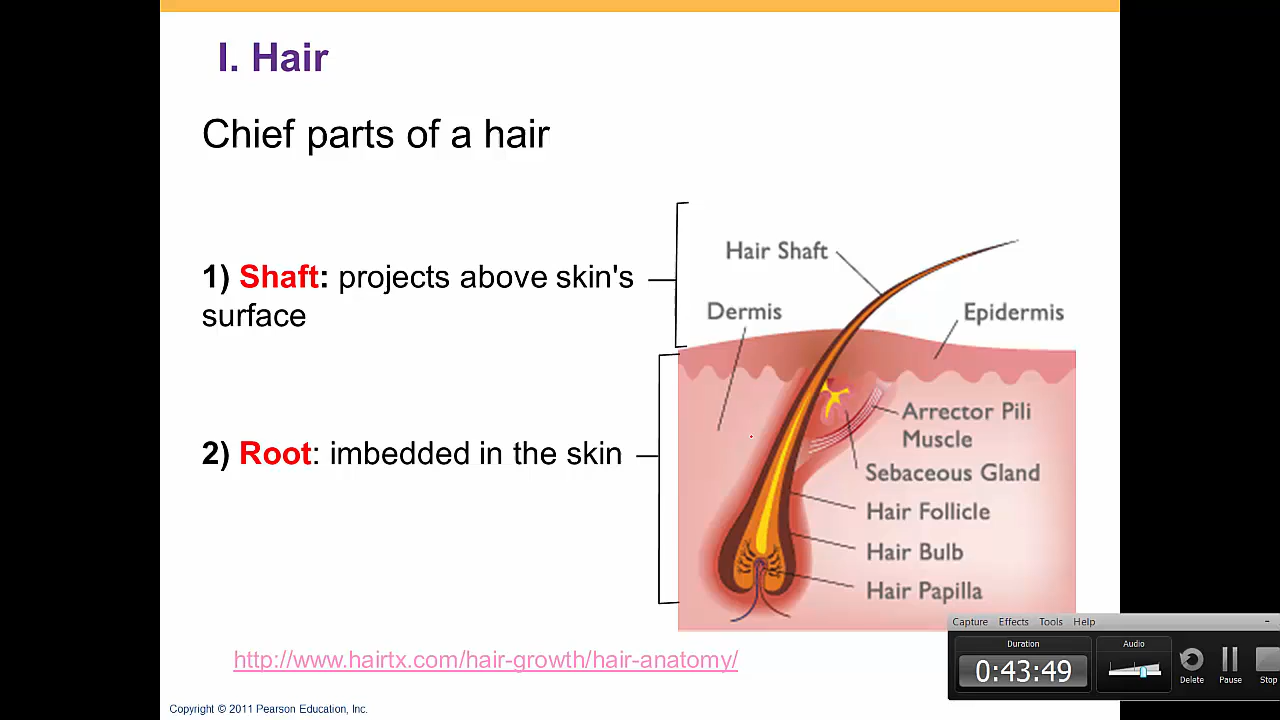 I. Hair
Chief parts of a hair
1) Shaft: projects above skin's
surface
2) Root: imbedded in the skin
Hair Shaft
Dermis
Epidermis
Arrector Pili
Muscle
Sebaceous Gland
Hair Follicle
Hair Bulb
Hair Papilla
http://www.hairtx.com/hair-growth/hair-anatomy/
Copyright © 2011 Pearson Education, Inc.
Capture Effects Tools Help
Duration
0:43:49
Audio
Delete
Pause
Stop